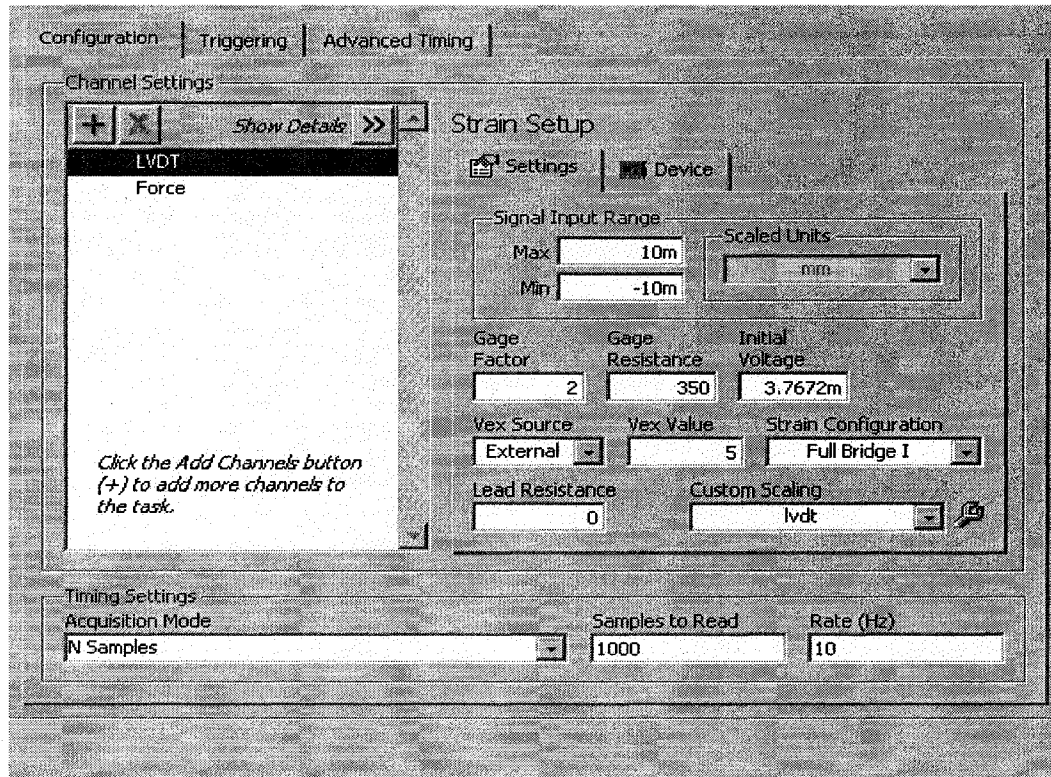 Configuration Triggering Advanced Timing
Channel Settings
Show Details >>
LVDT
Force
Click the Add Channels button
(+) to add more channels to
the task.
Strain Setup
Settings Device
Signal Input Range
Max 10m
Min -10m
Scaled Units
mm
Gage Factor 2
Gage Resistance 350
Initial Voltage 3.7672m
Vex Source External
Vex Value 5
Strain Configuration Full Bridge I
Lead Resistance 0
Custom Scaling lvdt
Timing Settings
Acquisition Mode Samples to Read Rate (Hz)
N Samples 1000 10